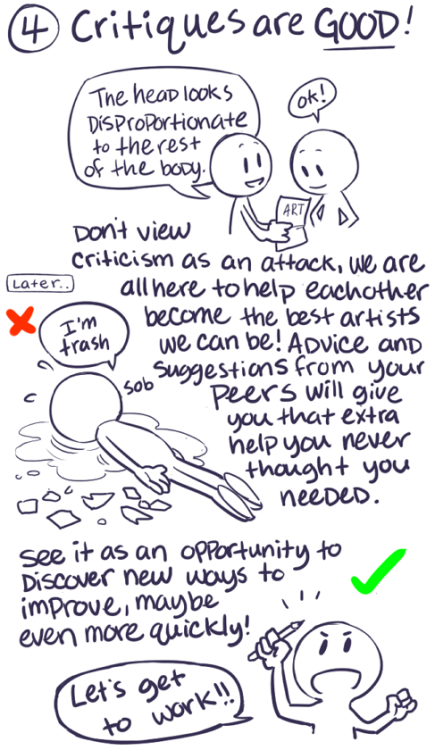 4 Critiques are GOOD!
The head looks
disproportionate
to the rest
of the body.
ok!
ART
Don't view
criticism as an attack, we are
all here to help eachother
become the best artists
we can be! Advice and
suggestions from your
peers will give
you that extra
help you never
thought you
needed.
Later..
I'm
trash
sob
See it as an opportunity to
discover new ways to
improve, maybe
even more quickly!
Let's get
to work!!